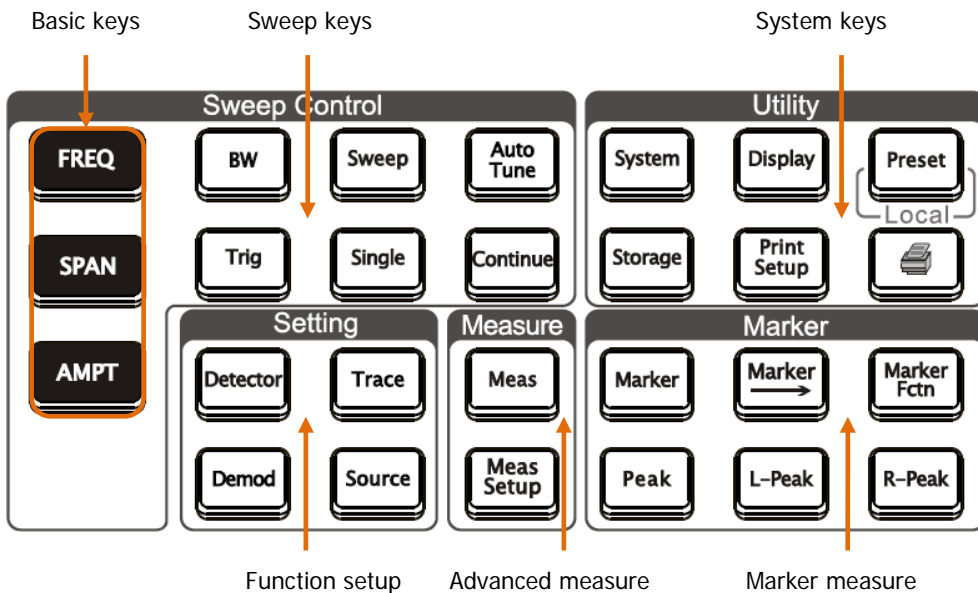 Basic keys
Sweep keys
System keys
Sweep Control
Utility
FREQ
BW
Sweep
Auto
Tune
System
Display
Preset
Local
SPAN
Trig
Single
Continue
Storage
Print
Setup
Setting
Measure
Marker
AMPT
Detector
Trace
Meas
Marker
Marker
Marker
Fctn
Demod
Source
Meas
Setup
Peak
L-Peak
R-Peak
Function setup
Advanced measure
Marker measure